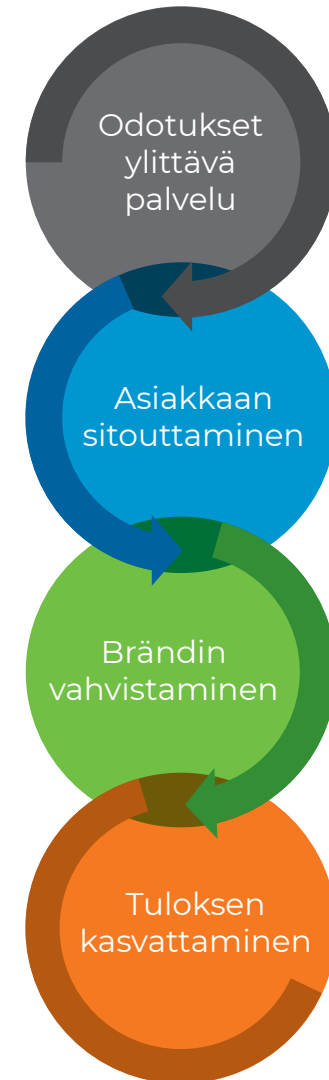 Odotukset
ylittävä
palvelu
Asiakkaan
sitouttaminen
Brändin
vahvistaminen
Tuloksen
kasvattaminen